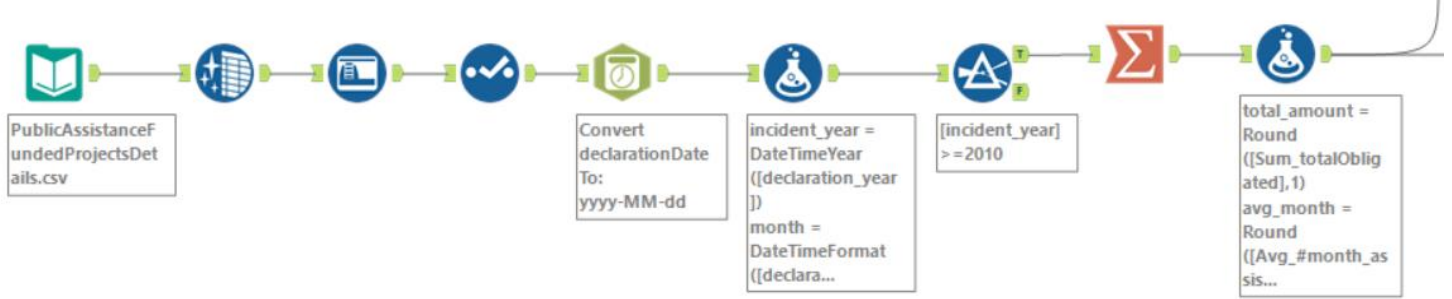 T
F
PublicAssistanceF
undedProjectsDet
ails.csv
Convert
declarationDate
To:
yyyy-MM-dd
incident_year =
DateTimeYear
([declaration_year
])
month =
DateTimeFormat
([declara...
[incident_year]
>=2010
total_amount =
Round
([Sum_totalOblig
ated],1)
avg_month =
Round
([Avg_#month_as
sis...